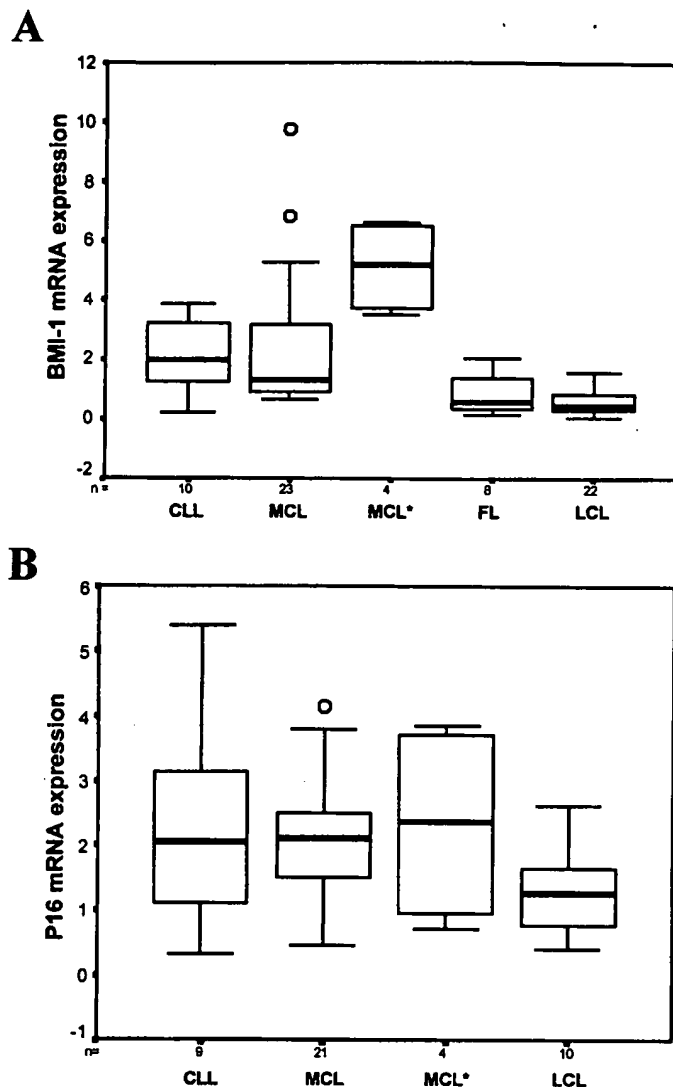 A
BMI-1 mRNA expression
12
10
8
6
4
2
0
-2
n = 10 23 4 8 22
CLL MCL MCL* FL LCL
B
P16 mRNA expression
6
5
4
3
2
1
0
-1
n= 9 21 4 10
CLL MCL MCL* LCL